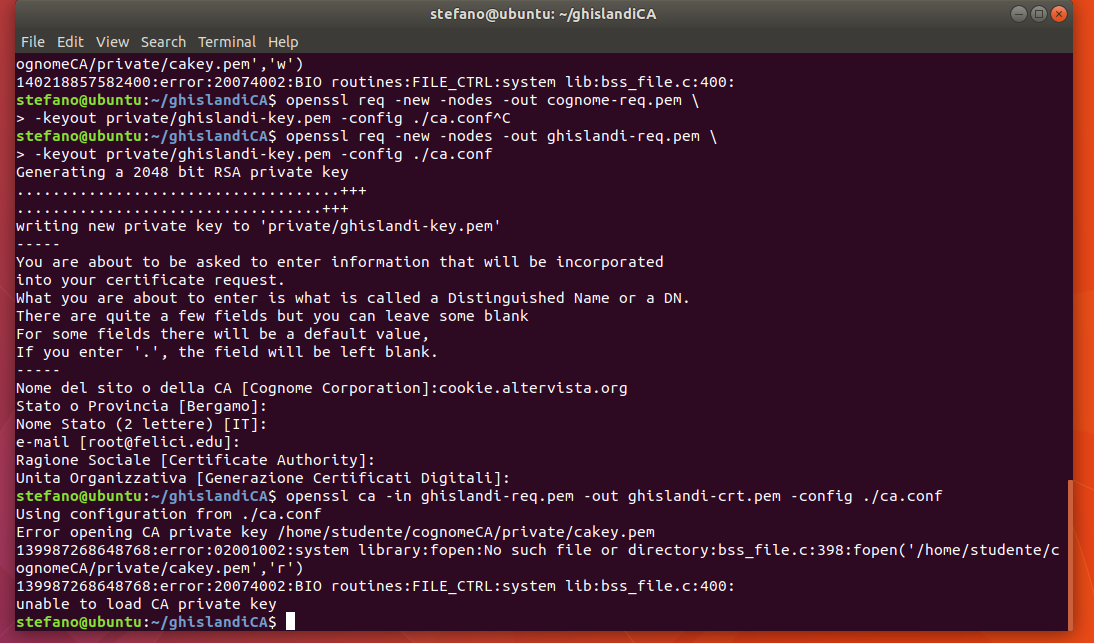 stefano@ubuntu: ~/ghislandiCA
File Edit View Search Terminal Help
ognomeCA/private/cakey.pem','w')
140218857582400:error:20074002:BIO routines:FILE_CTRL:system lib:bss_file.c:400:
stefano@ubuntu:~/ghislandiCA$ openssl req -new -nodes -out cognome-req.pem \
> -keyout private/ghislandi-key.pem -config ./ca.conf^C
stefano@ubuntu:~/ghislandiCA$ openssl req -new -nodes -out ghislandi-req.pem \
> -keyout private/ghislandi-key.pem -config ./ca.conf
Generating a 2048 bit RSA private key
....................................+++
..................................+++
writing new private key to 'private/ghislandi-key.pem'
-----
You are about to be asked to enter information that will be incorporated
into your certificate request.
What you are about to enter is what is called a Distinguished Name or a DN.
There are quite a few fields but you can leave some blank
For some fields there will be a default value,
If you enter '.', the field will be left blank.
-----
Nome del sito o della CA [Cognome Corporation]:cookie.altervista.org
Stato o Provincia [Bergamo]:
Nome Stato (2 lettere) [IT]:
e-mail [root@felici.edu]:
Ragione Sociale [Certificate Authority]:
Unita Organizzativa [Generazione Certificati Digitali]:
stefano@ubuntu:~/ghislandiCA$ openssl ca -in ghislandi-req.pem -out ghislandi-crt.pem -config ./ca.conf
Using configuration from ./ca.conf
Error opening CA private key /home/studente/cognomeCA/private/cakey.pem
139987268648768:error:02001002:system library:fopen:No such file or directory:bss_file.c:398:fopen('/home/studente/c
ognomeCA/private/cakey.pem','r')
139987268648768:error:20074002:BIO routines:FILE_CTRL:system lib:bss_file.c:400:
unable to load CA private key
stefano@ubuntu:~/ghislandiCA$